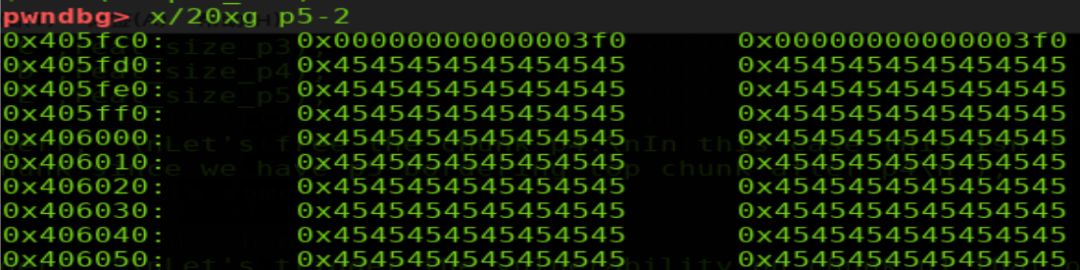 pwndbg> x/20xg p5-2
0x405fc0: 0x00000000000003f0 0x00000000000003f0
0x405fd0: 0x4545454545454545 0x4545454545454545
0x405fe0: 0x4545454545454545 0x4545454545454545
0x405ff0: 0x4545454545454545 0x4545454545454545
0x406000: 0x4545454545454545 0x4545454545454545
0x406010: 0x4545454545454545 0x4545454545454545
0x406020: 0x4545454545454545 0x4545454545454545
0x406030: 0x4545454545454545 0x4545454545454545
0x406040: 0x4545454545454545 0x4545454545454545
0x406050: 0x4545454545454545 0x4545454545454545